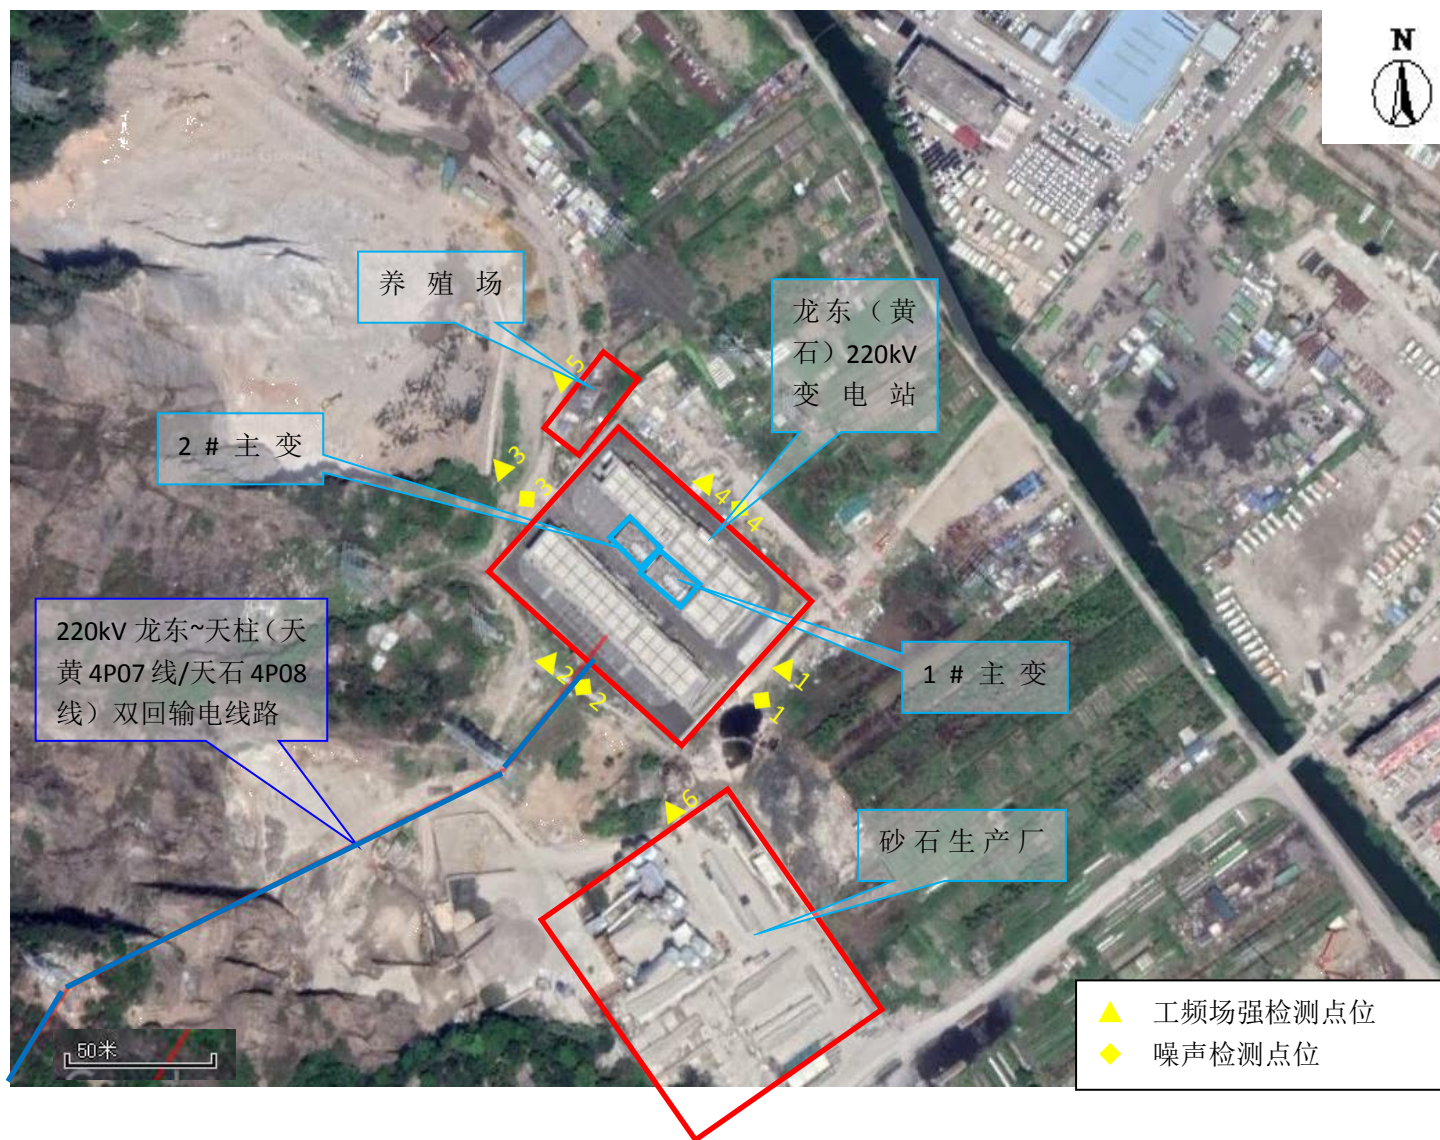 N
养殖场
龙东（黄
石）220kV
变电站
5
2#主变
3
3
4
4
220kV 龙东~天柱（天
黄 4P07 线/天石 4P08
线）双回输电线路
2
2
1
1
1#主变
6
砂石生产厂
工频场强检测点位
噪声检测点位
50米